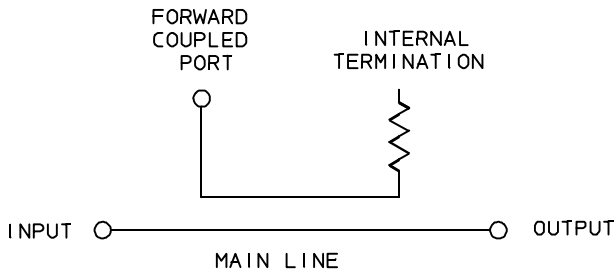 FORWARD
COUPLED
PORT
INTERNAL
TERMINATION
INPUT
OUTPUT
MAIN LINE